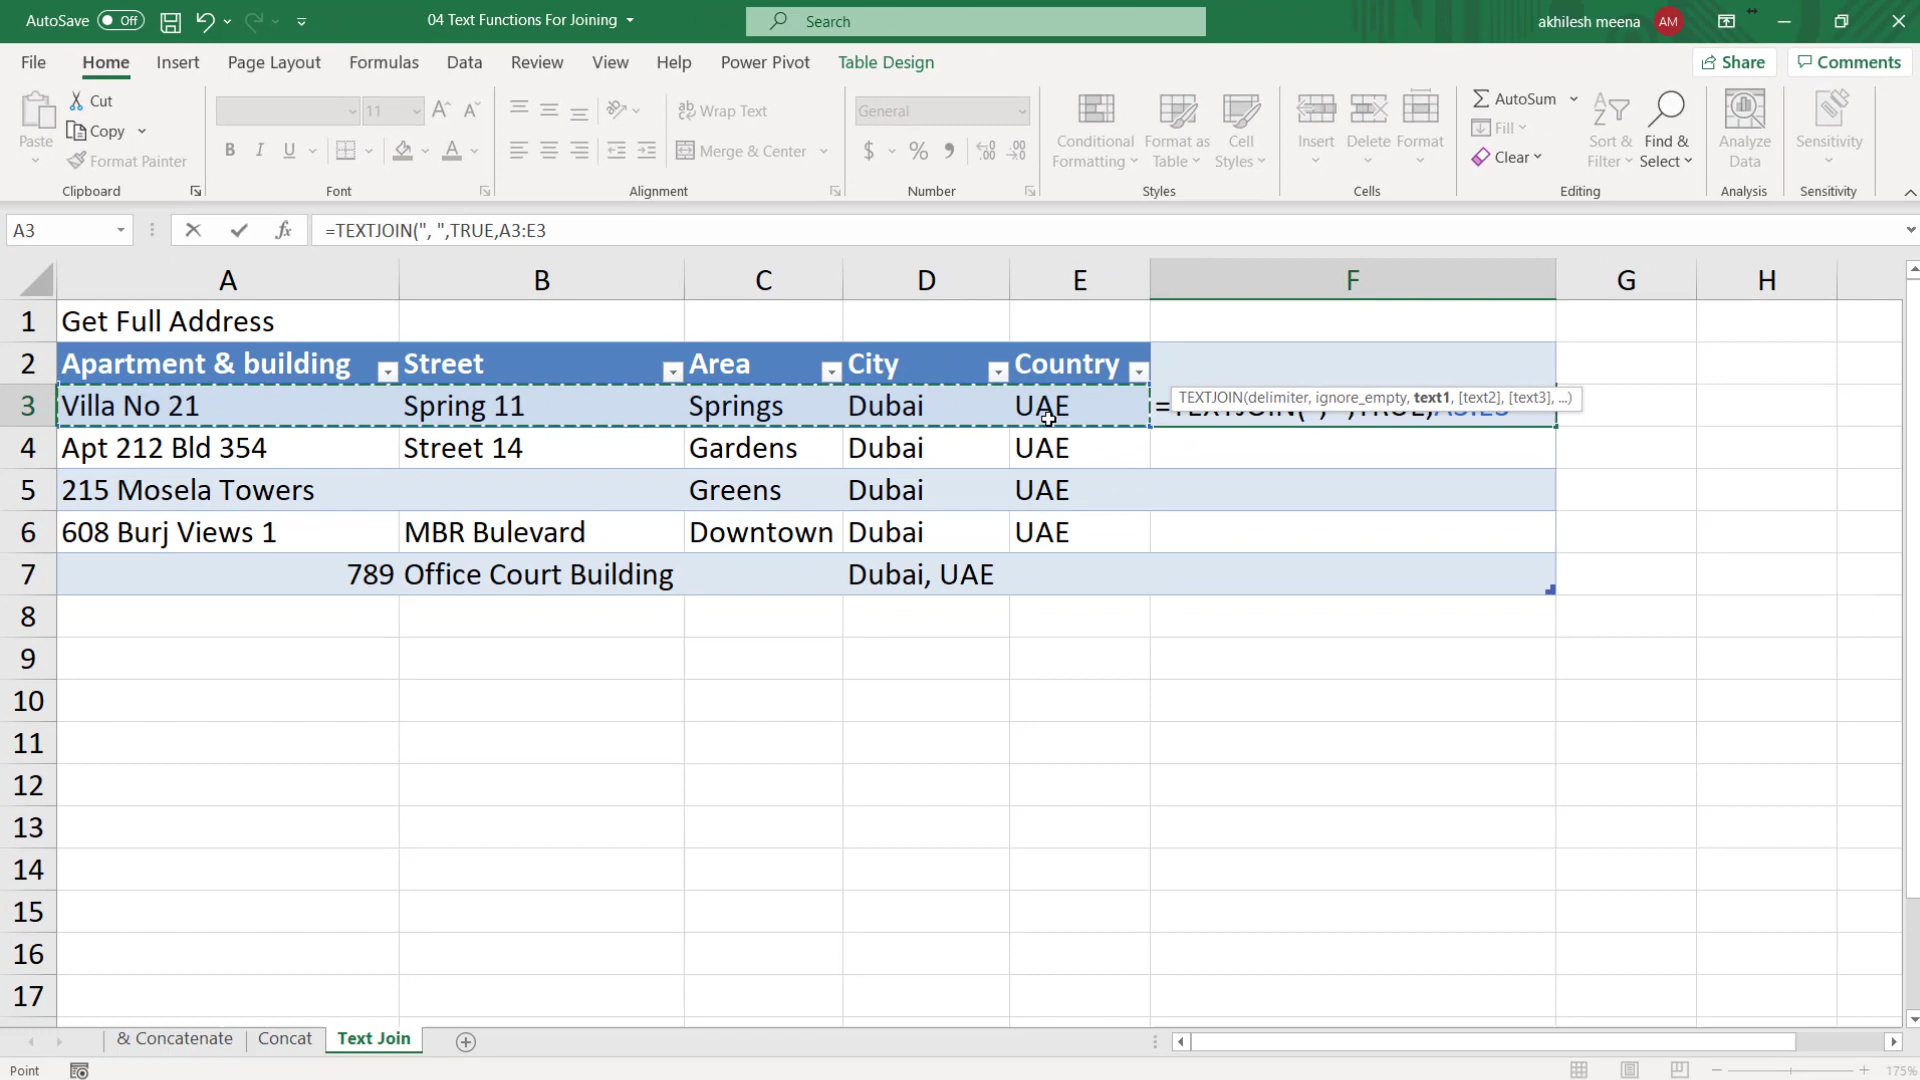 AutoSave Off 04 Text Functions For Joining Search akhilesh meena AM
File Home Insert Page Layout Formulas Data Review View Help Power Pivot Table Design Share Comments
Paste
Cut
Copy
Format Painter
Clipboard
11
B I U
Font
Wrap Text
Merge & Center
Alignment
General
$ %
Number
Conditional Formatting
Format as Table
Cell Styles
Styles
Insert Delete Format
Cells
AutoSum
Fill
Clear
Sort & Filter
Find & Select
Editing
Analyze Data
Analysis
Sensitivity
Sensitivity
A3 fx =TEXTJOIN(", ",TRUE,A3:E3
A B C D E F G H
1 Get Full Address
2 Apartment & building Street Area City Country
TEXTJOIN(delimiter, ignore_empty, text1, [text2], [text3], ...)
3 Villa No 21 Spring 11 Springs Dubai UAE =TEXTJOIN(", ",TRUE,A3:E3
4 Apt 212 Bld 354 Street 14 Gardens Dubai UAE
5 215 Mosela Towers Greens Dubai UAE
6 608 Burj Views 1 MBR Bulevard Downtown Dubai UAE
7 789 Office Court Building Dubai, UAE
8
9
10
11
12
13
14
15
16
17
& Concatenate Concat Text Join
Point 175%